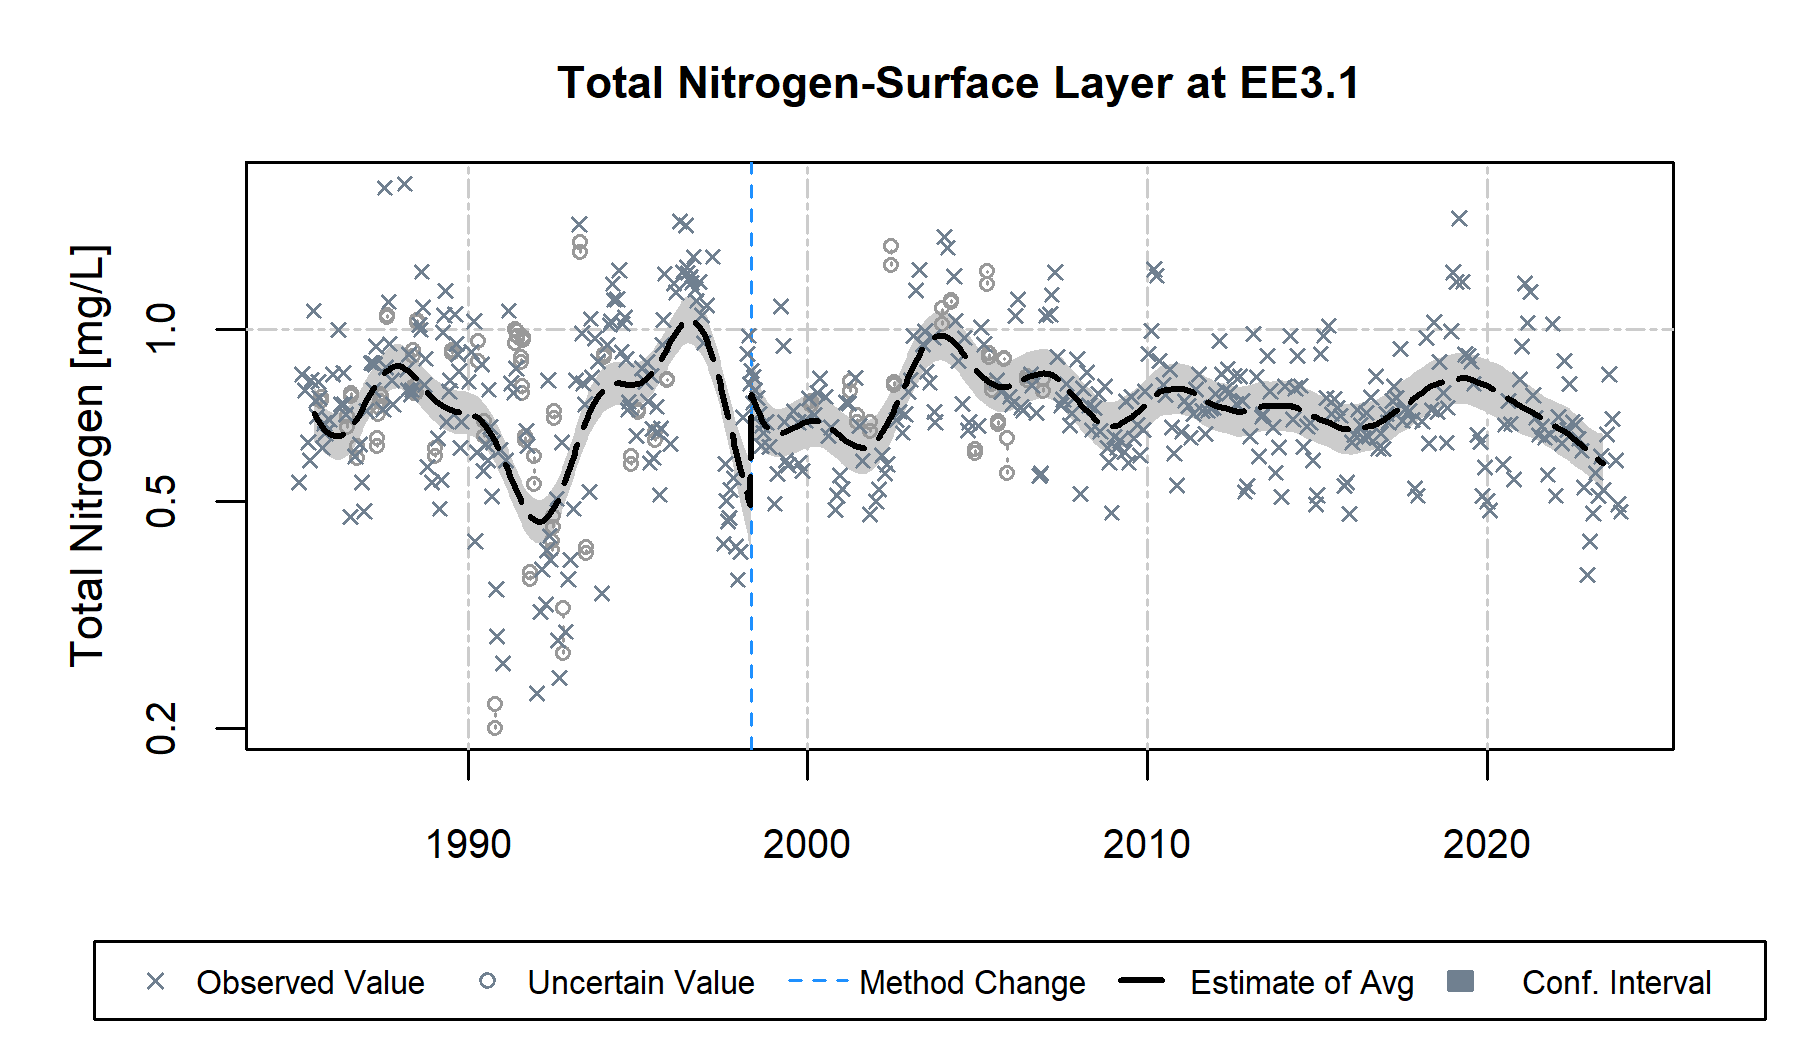 Total Nitrogen-Surface Layer at EE3.1
Total Nitrogen [mg/L]
1.0
0.5
0.2
1990 2000 2010 2020
Observed Value Uncertain Value Method Change Estimate of Avg Conf. Interval